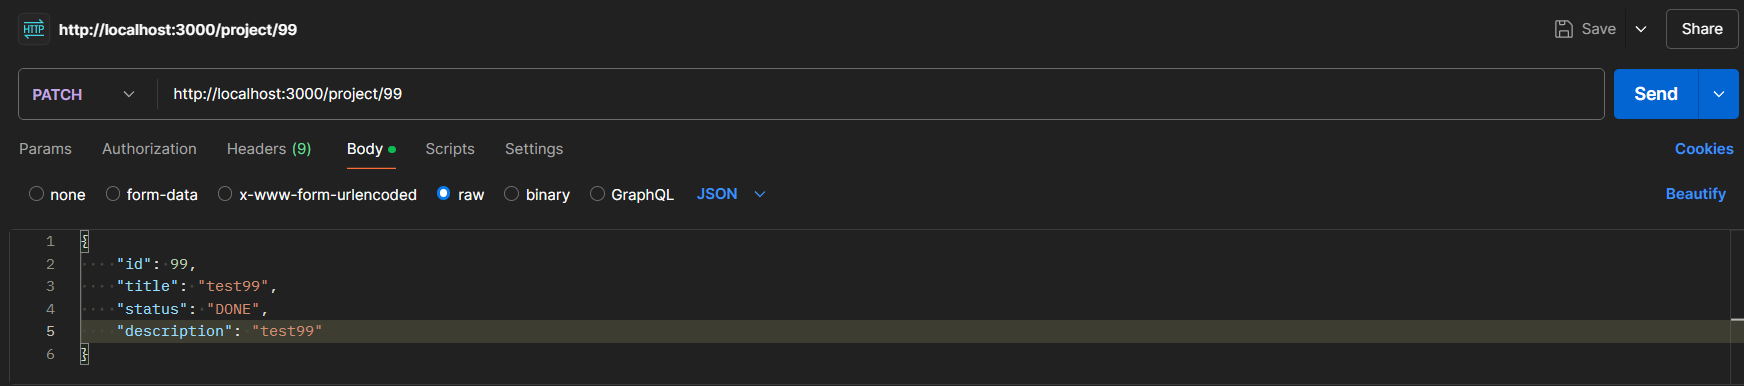 HTTP http://localhost:3000/project/99 Save Share
PATCH http://localhost:3000/project/99 Send
Params Authorization Headers (9) Body Scripts Settings Cookies
none form-data x-www-form-urlencoded raw binary GraphQL JSON Beautify
1 {
2 "id": 99,
3 "title": "test99",
4 "status": "DONE",
5 "description": "test99"
6 }